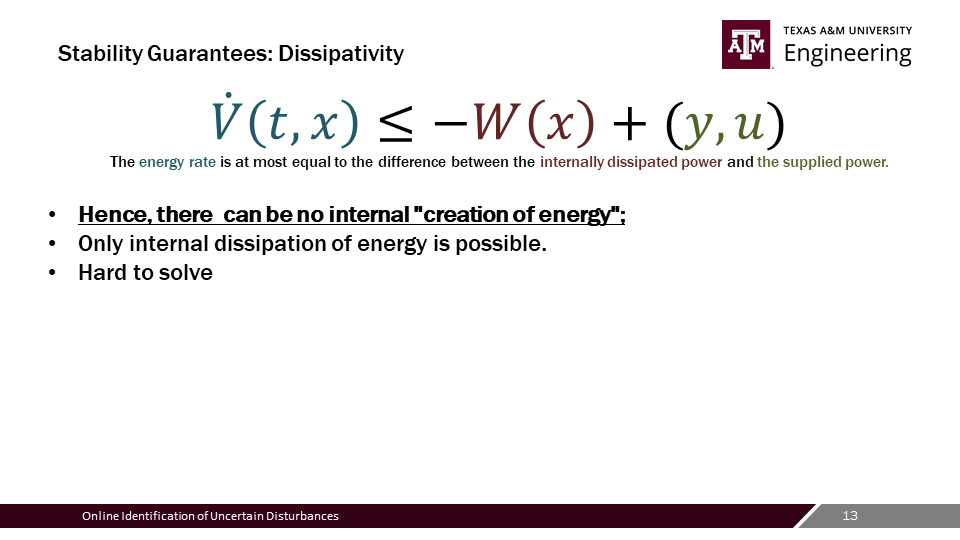 Stability Guarantees: Dissipativity
ATM
TEXAS A&M UNIVERSITY
Engineering
V̇(t, x) ≤ −W(x) + (y, u)
The energy rate is at most equal to the difference between the internally dissipated power and the supplied power.
• Hence, there  can be no internal "creation of energy";
• Only internal dissipation of energy is possible.
• Hard to solve
Online Identification of Uncertain Disturbances
13